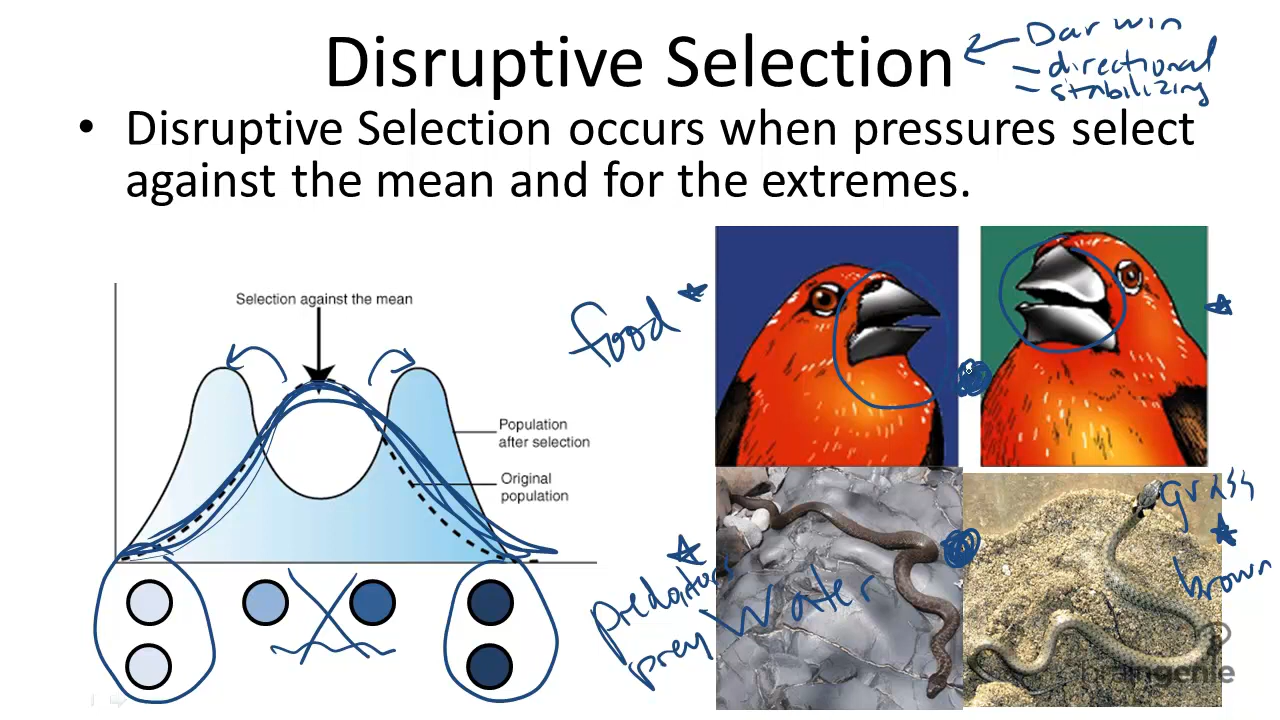 Disruptive Selection
Darwin
- directional
- stabilizing
• Disruptive Selection occurs when pressures select
against the mean and for the extremes.
Selection against the mean
Population
after selection
Original
population
food
predators
prey
Water
grass
brown
braingenie